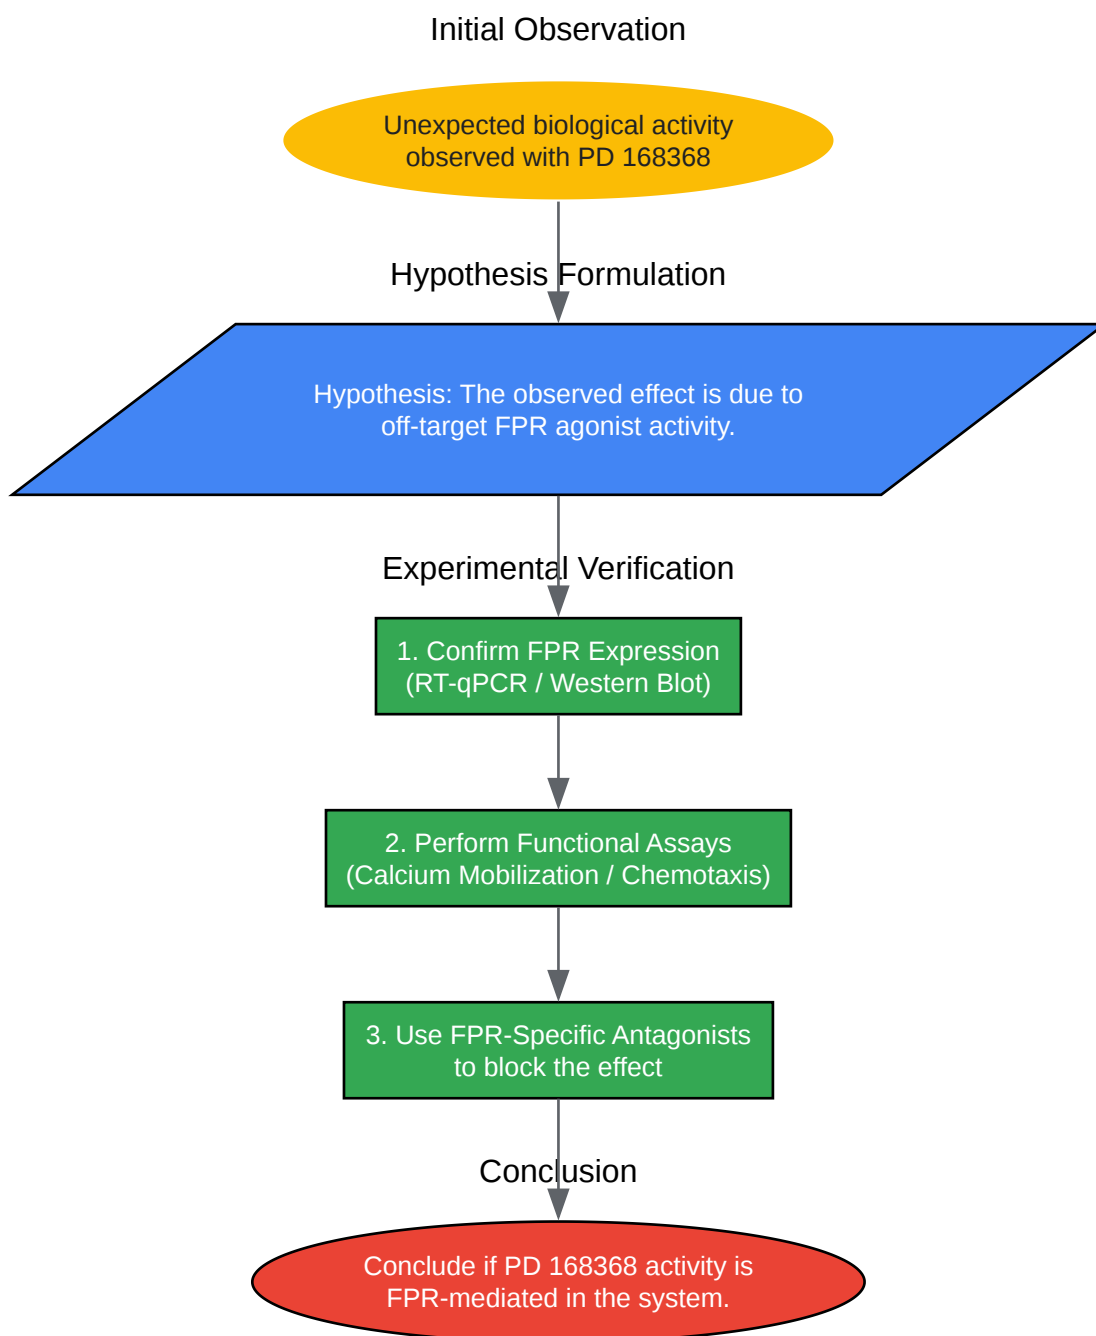 Initial Observation
Unexpected biological activity
observed with PD 168368
Hypothesis Formulation
Hypothesis: The observed effect is due to
off-target FPR agonist activity.
Experimental Verification
1. Confirm FPR Expression
(RT-qPCR / Western Blot)
2. Perform Functional Assays
(Calcium Mobilization / Chemotaxis)
3. Use FPR-Specific Antagonists
to block the effect
Conclusion
Conclude if PD 168368 activity is
FPR-mediated in the system.